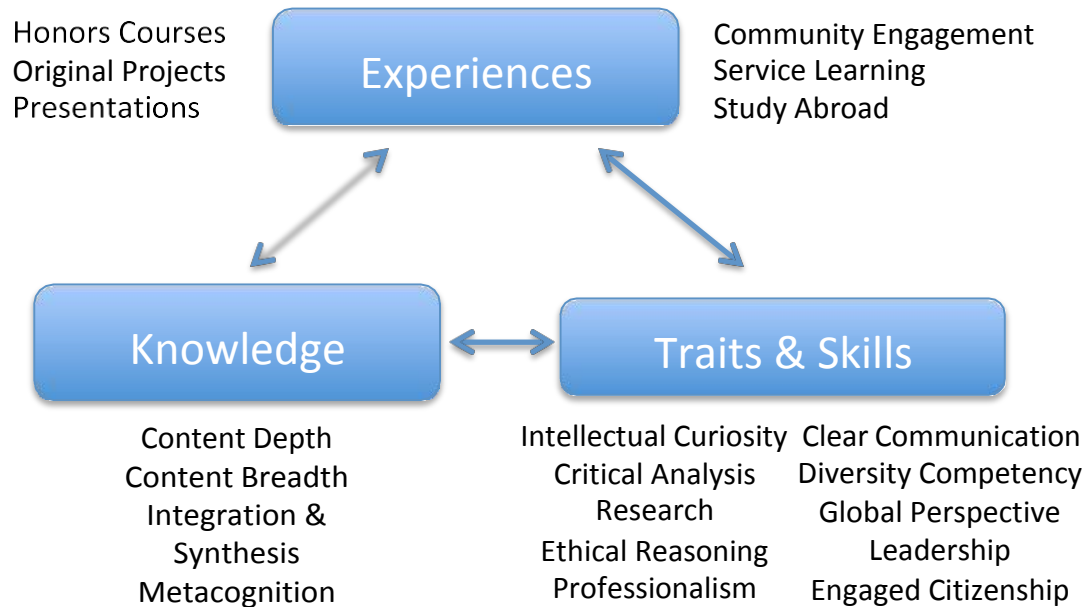 Honors Courses
Original Projects
Presentations
Experiences
Community Engagement
Service Learning
Study Abroad
Knowledge
Content Depth
Content Breadth
Integration &
Synthesis
Metacognition
Traits & Skills
Intellectual Curiosity
Critical Analysis
Research
Ethical Reasoning
Professionalism
Clear Communication
Diversity Competency
Global Perspective
Leadership
Engaged Citizenship